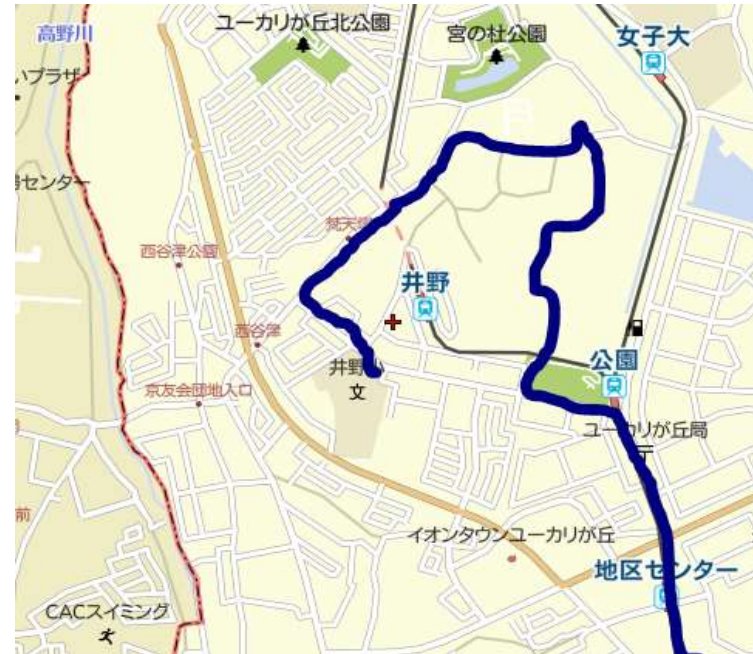 高野川
ユーカリが丘北公園
宮の杜公園
女子大
いプラザ
センター
梵天塚
西谷津公園
井野
西谷津
公園
井野小
文
京友会団地入口
ユーカリが丘局
前
イオンタウンユーカリが丘
地区センター
CACスイミング